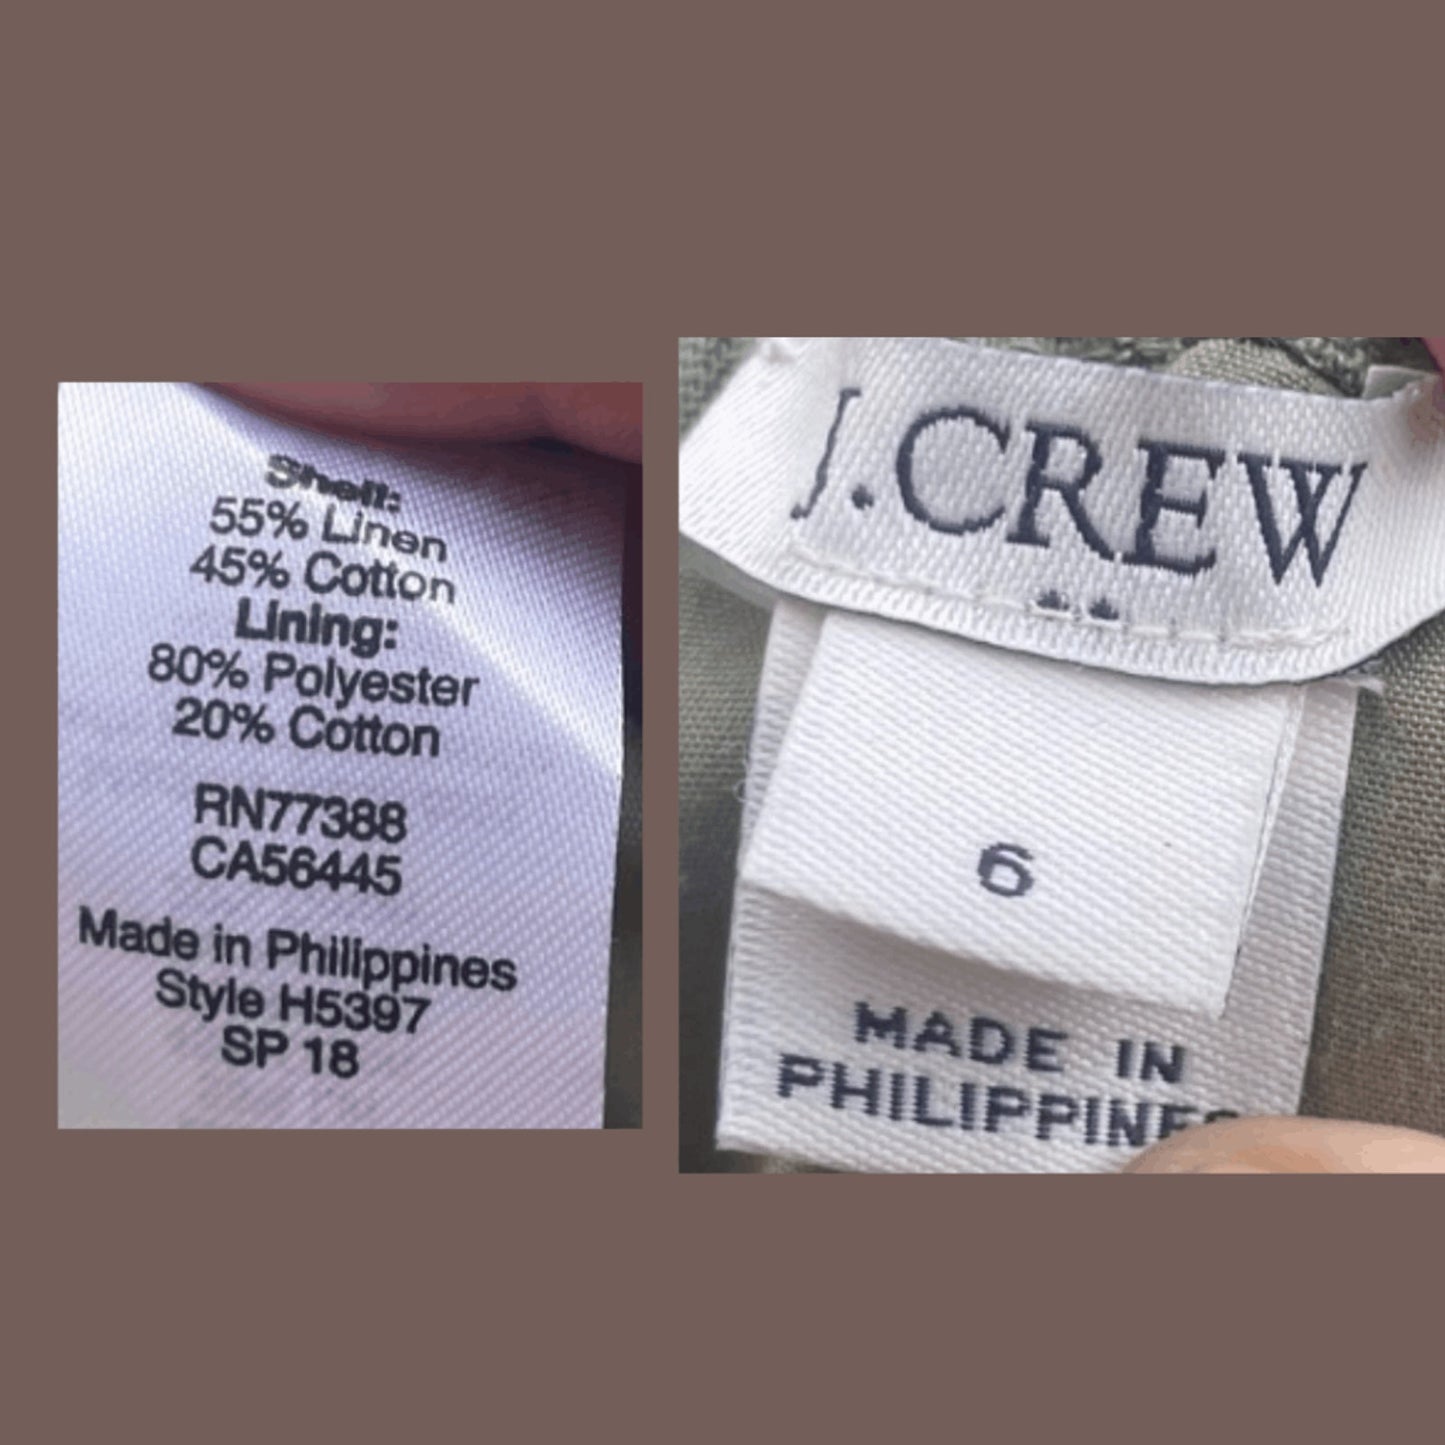 Shell:
55% Linen
45% Cotton
Lining:
80% Polyester
20% Cotton
RN77388
CA56445
Made in Philippines
Style H5397
SP 18
J.CREW
6
MADE IN
PHILIPPINES